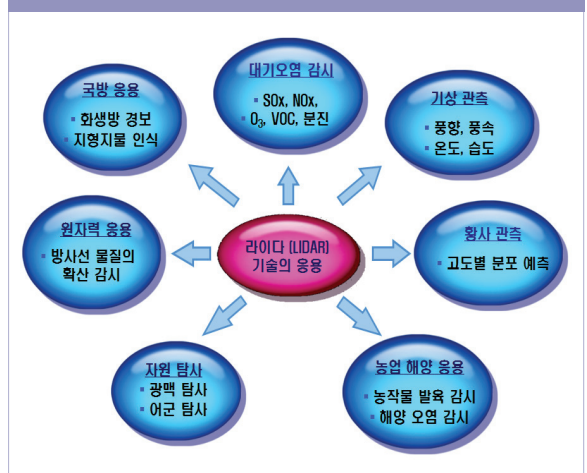 대기오염 감시
▪ SOx, NOx,
▪ O₃, VOC, 분진
국방 응용
▪ 화생방 경보
▪ 지형지물 인식
기상 관측
▪ 풍향, 풍속
▪ 온도, 습도
원자력 응용
▪ 방사선 물질의
확산 감시
라이다 (LIDAR)
기술의 응용
황사 관측
▪ 고도별 분포 예측
자원 탐사
▪ 광맥 탐사
▪ 어군 탐사
농업 해양 응용
▪ 농작물 발육 감시
▪ 해양 오염 감시